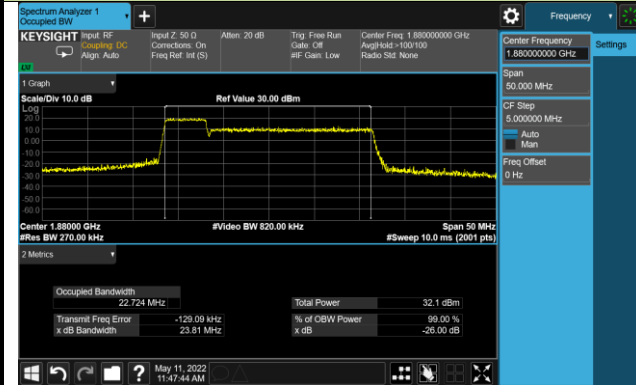 Spectrum Analyzer 1
Occupied BW
Frequency
KEYSIGHT
Input: RF
Coupling: DC
Align: Auto
Input Z: 50 Ω
Corrections: On
Freq Ref: Int (S)
Atten: 20 dB
Trig: Free Run
Gate: Off
#IF Gain: Low
Center Freq: 1.880000000 GHz
Avg|Hold:>100/100
Radio Std: None
Center Frequency
1.880000000 GHz
Settings
Span
50.000 MHz
CF Step
5.000000 MHz
Auto
Man
Freq Offset
0 Hz
1 Graph
Scale/Div 10.0 dB
Ref Value 30.00 dBm
Log
20.0
10.0
0.00
-10.0
-20.0
-30.0
-40.0
-50.0
-60.0
Center 1.88000 GHz
#Video BW 820.00 kHz
Span 50 MHz
#Res BW 270.00 kHz
#Sweep 10.0 ms (2001 pts)
2 Metrics
Occupied Bandwidth
22.724 MHz
Total Power 32.1 dBm
Transmit Freq Error -129.09 kHz
% of OBW Power 99.00 %
x dB Bandwidth 23.81 MHz
x dB -26.00 dB
May 11, 2022
11:47:44 AM